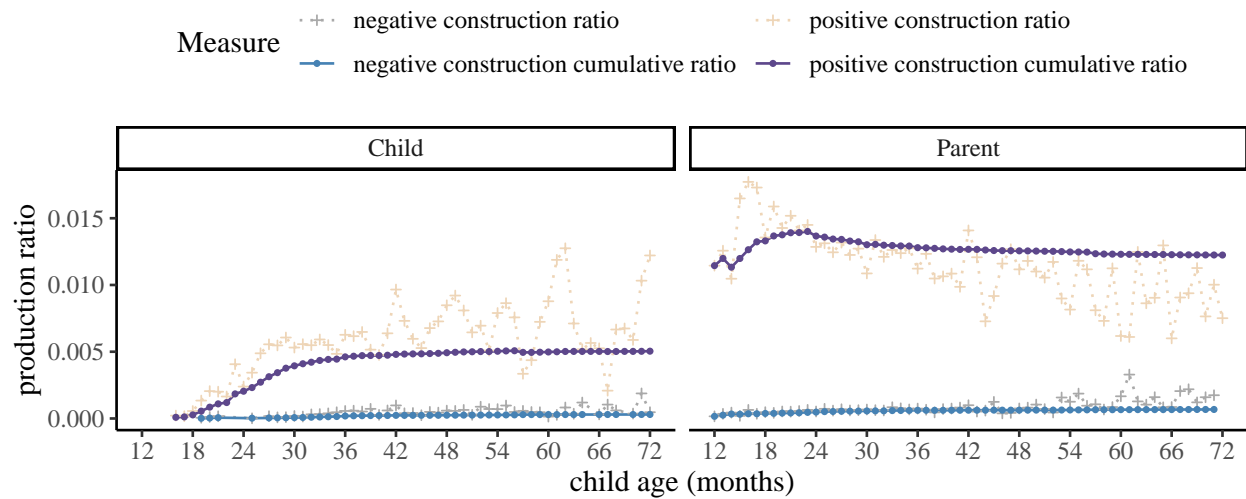 Measure
negative construction ratio
positive construction ratio
negative construction cumulative ratio
positive construction cumulative ratio
Child
Parent
production ratio
0.015
0.010
0.005
0.000
12 18 24 30 36 42 48 54 60 66 72
12 18 24 30 36 42 48 54 60 66 72
child age (months)